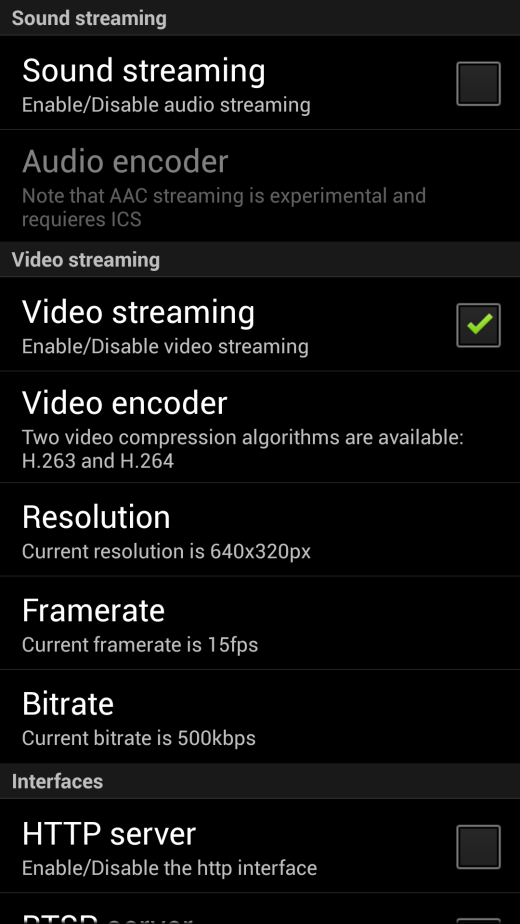 Sound streaming
Sound streaming
Enable/Disable audio streaming
Audio encoder
Note that AAC streaming is experimental and
requieres ICS
Video streaming
Video streaming
Enable/Disable video streaming
Video encoder
Two video compression algorithms are available:
H.263 and H.264
Resolution
Current resolution is 640x320px
Framerate
Current framerate is 15fps
Bitrate
Current bitrate is 500kbps
Interfaces
HTTP server
Enable/Disable the http interface
RTSP server